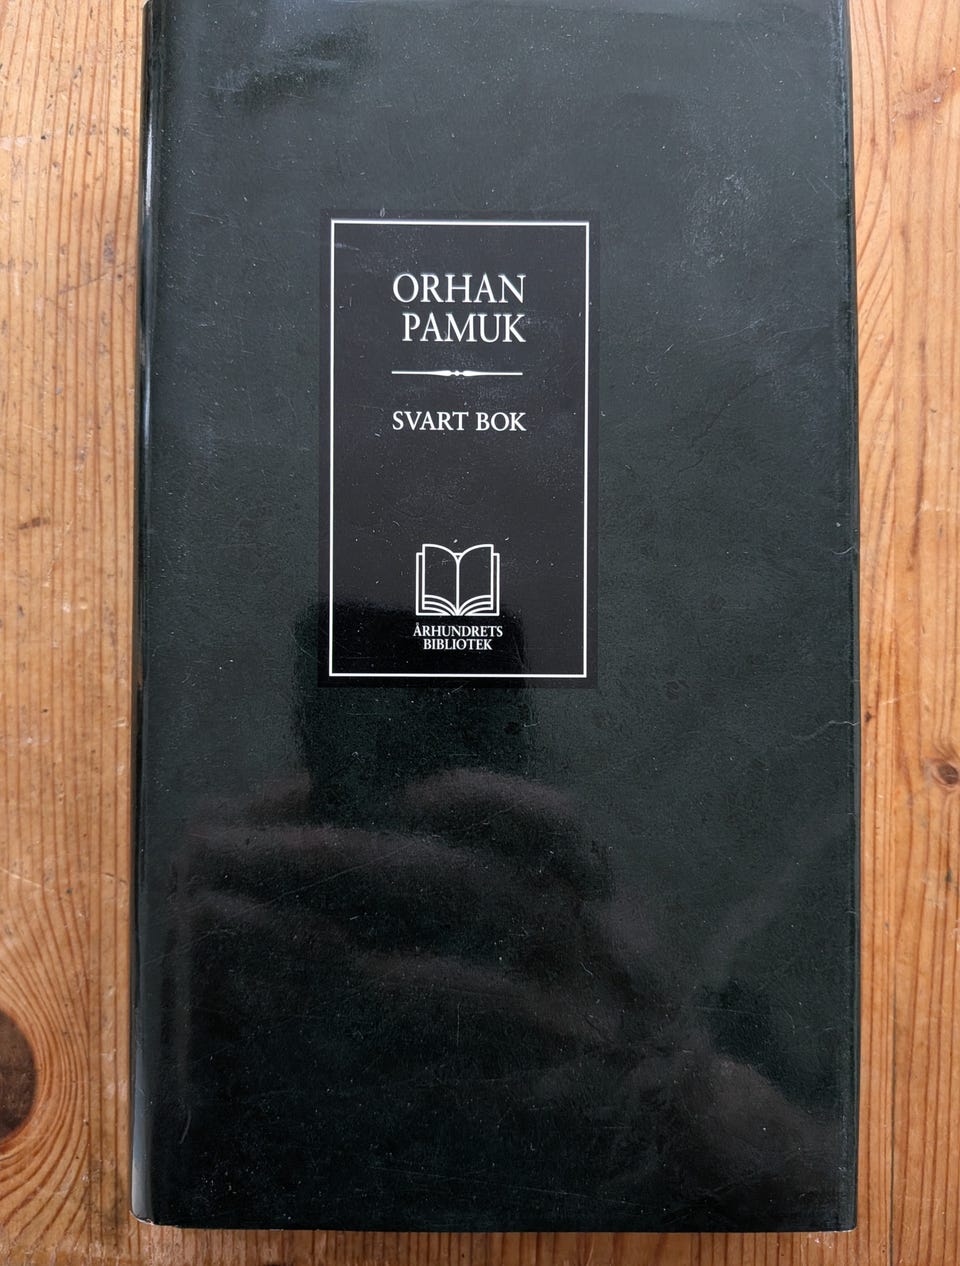 ORHAN
PAMUK
SVART BOK
ÅRHUNDRETS
BIBLIOTEK